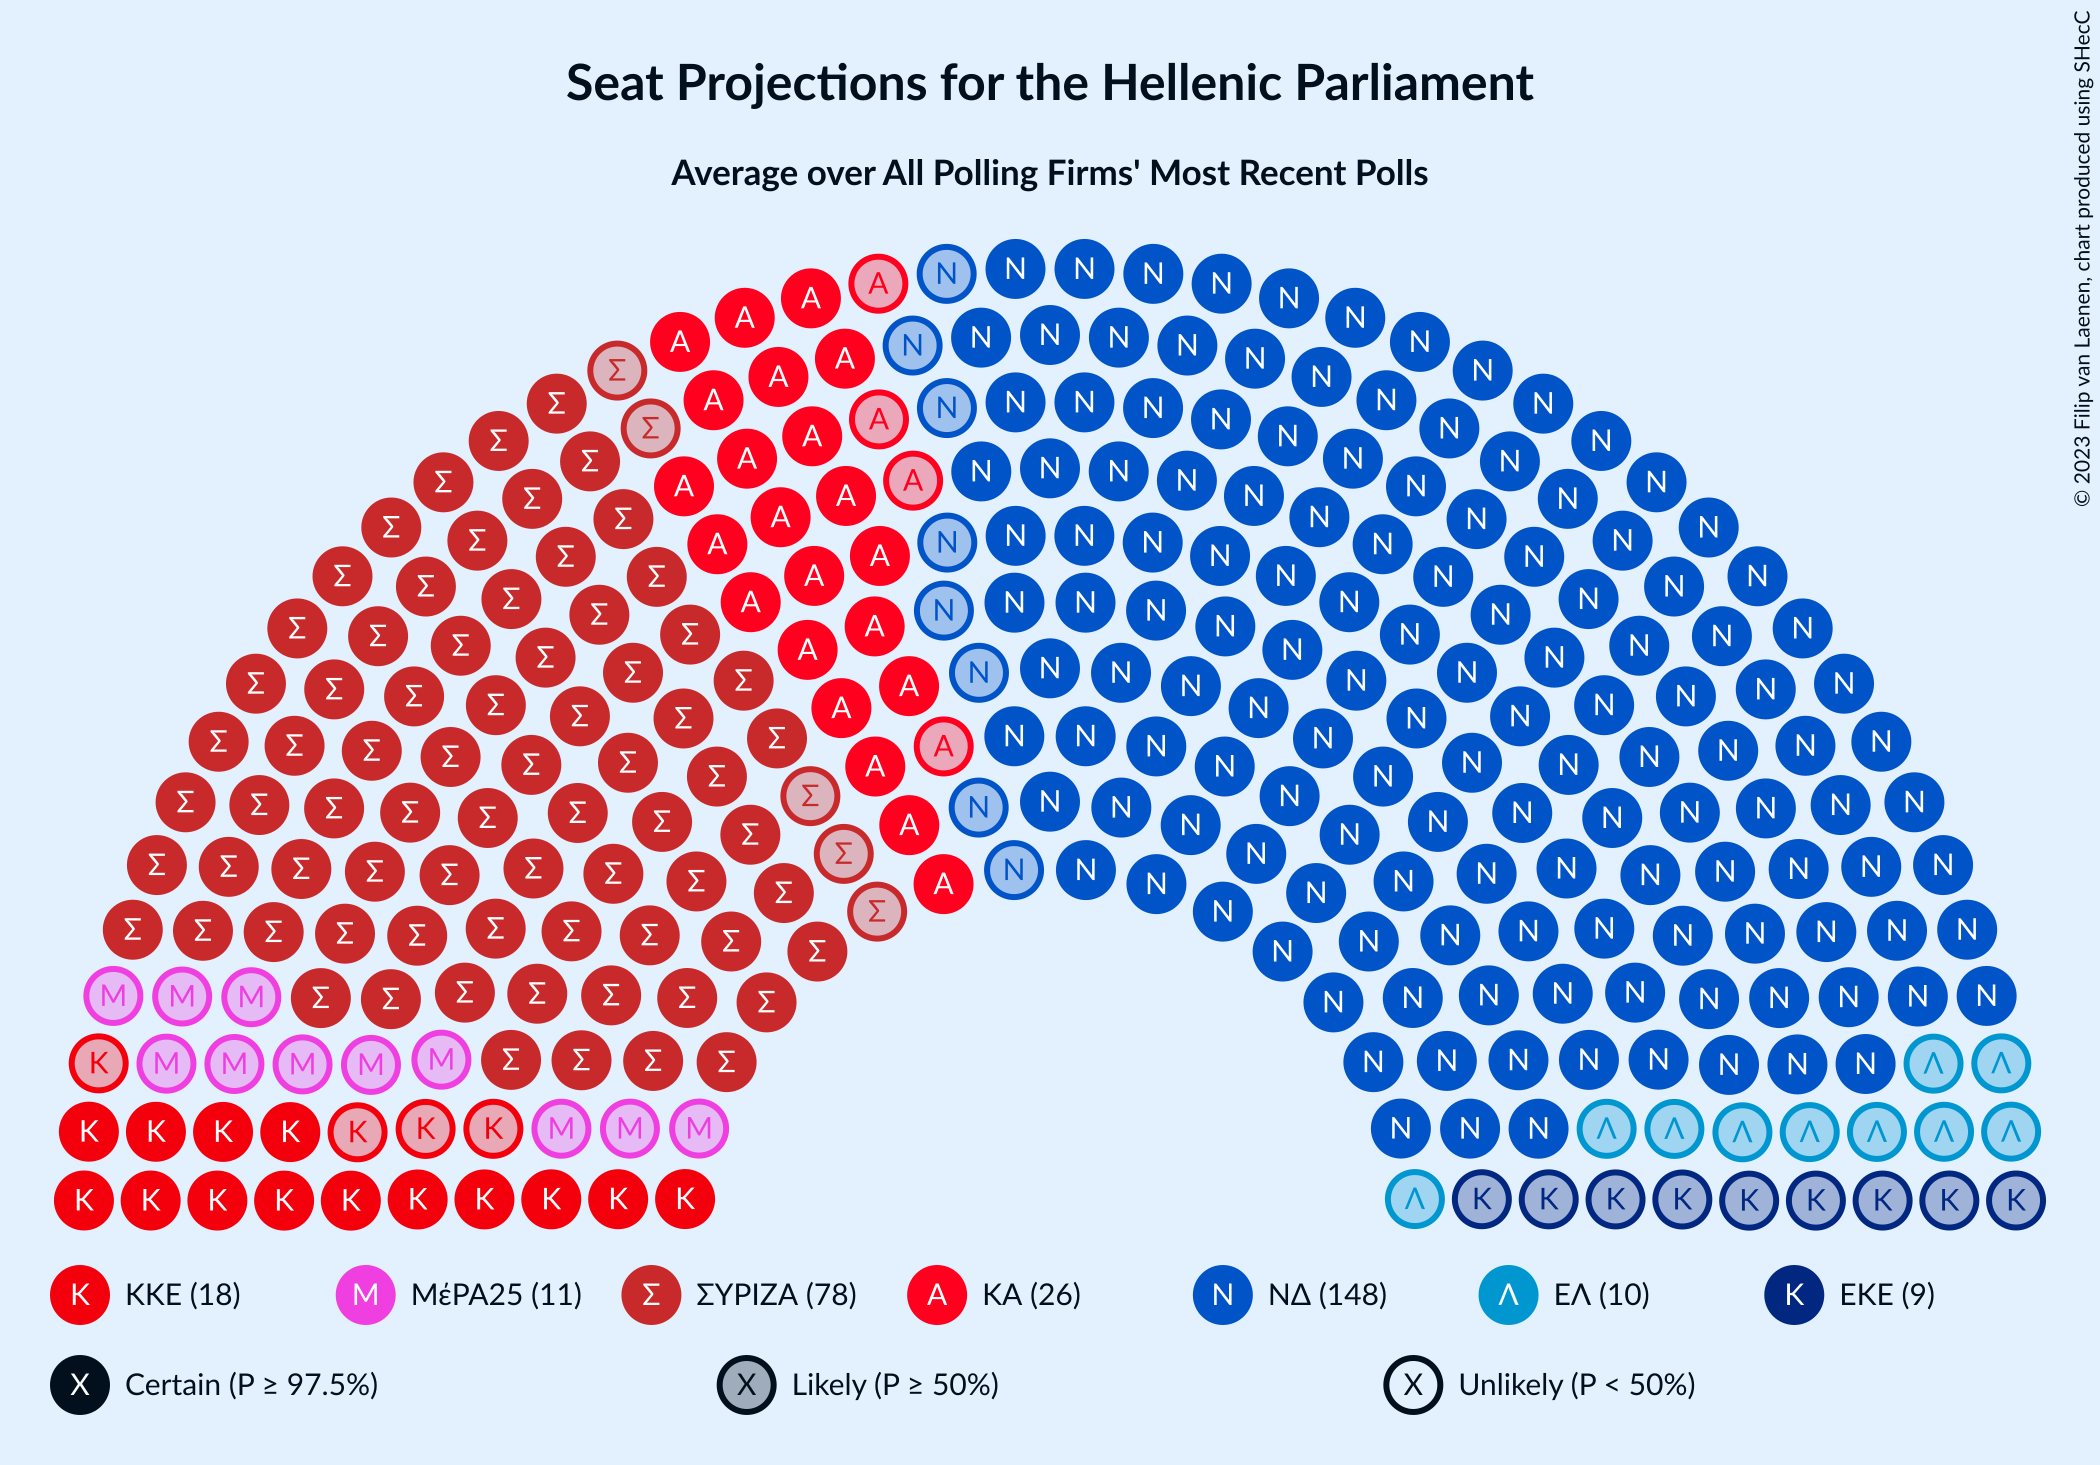 Seat Projections for the Hellenic Parliament
Average over All Polling Firms' Most Recent Polls
© 2023 Filip van Laenen, chart produced using SHecC
K ΚΚΕ (18) M ΜέΡΑ25 (11) Σ ΣΥΡΙΖΑ (78) A ΚΑ (26) N ΝΔ (148) Λ ΕΛ (10) K ΕΚΕ (9)
X Certain (P ≥ 97.5%) X Likely (P ≥ 50%) X Unlikely (P < 50%)